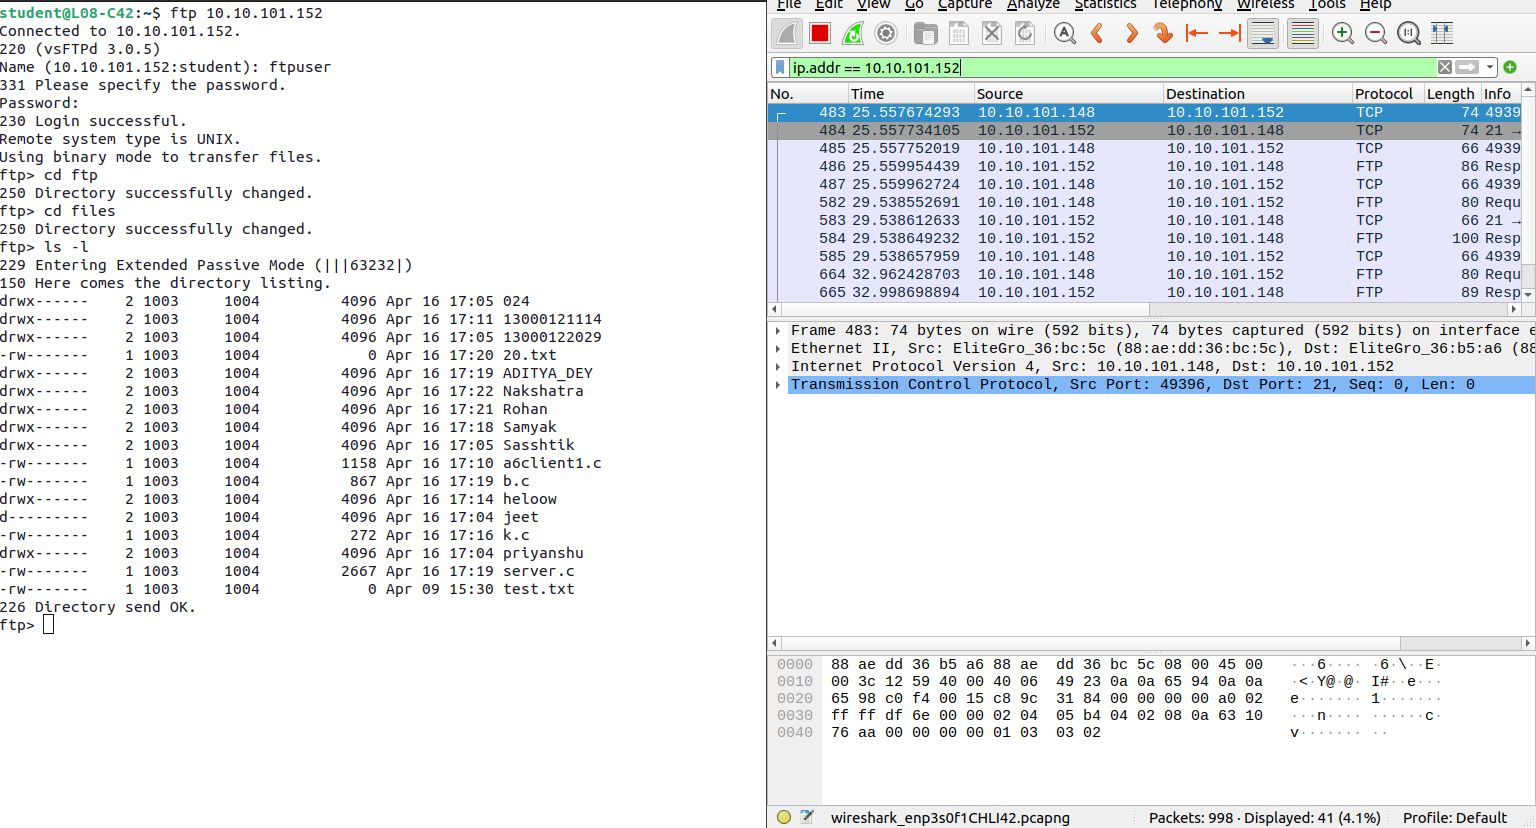 student@L08-C42:~$ ftp 10.10.101.152
Connected to 10.10.101.152.
220 (vsFTPd 3.0.5)
Name (10.10.101.152:student): ftpuser
331 Please specify the password.
Password:
230 Login successful.
Remote system type is UNIX.
Using binary mode to transfer files.
ftp> cd ftp
250 Directory successfully changed.
ftp> cd files
250 Directory successfully changed.
ftp> ls -l
229 Entering Extended Passive Mode (|||63232|)
150 Here comes the directory listing.
drwx------    2 1003     1004         4096 Apr 16 17:05 024
drwx------    2 1003     1004         4096 Apr 16 17:11 13000121114
drwx------    2 1003     1004         4096 Apr 16 17:05 13000122029
-rw-------    1 1003     1004            0 Apr 16 17:20 20.txt
drwx------    2 1003     1004         4096 Apr 16 17:19 ADITYA_DEY
drwx------    2 1003     1004         4096 Apr 16 17:22 Nakshatra
drwx------    2 1003     1004         4096 Apr 16 17:21 Rohan
drwx------    2 1003     1004         4096 Apr 16 17:18 Samyak
drwx------    2 1003     1004         4096 Apr 16 17:05 Sasshtik
-rw-------    1 1003     1004         1158 Apr 16 17:10 a6client1.c
-rw-------    1 1003     1004          867 Apr 16 17:19 b.c
drwx------    2 1003     1004         4096 Apr 16 17:14 heloow
d---------    2 1003     1004         4096 Apr 16 17:04 jeet
-rw-------    1 1003     1004          272 Apr 16 17:16 k.c
drwx------    2 1003     1004         4096 Apr 16 17:04 priyanshu
-rw-------    1 1003     1004         2667 Apr 16 17:19 server.c
-rw-------    1 1003     1004            0 Apr 09 15:30 test.txt
226 Directory send OK.
ftp>
File Edit View Go Capture Analyze Statistics Telephony Wireless Tools Help
ip.addr == 10.10.101.152
No. Time Source Destination Protocol Length Info
483 25.557674293 10.10.101.148 10.10.101.152 TCP 74 4939
484 25.557734105 10.10.101.152 10.10.101.148 TCP 74 21 →
485 25.557752019 10.10.101.148 10.10.101.152 TCP 66 4939
486 25.559954439 10.10.101.152 10.10.101.148 FTP 86 Resp
487 25.559962724 10.10.101.148 10.10.101.152 TCP 66 4939
582 29.538552691 10.10.101.148 10.10.101.152 FTP 80 Requ
583 29.538612633 10.10.101.152 10.10.101.148 TCP 66 21 →
584 29.538649232 10.10.101.152 10.10.101.148 FTP 100 Resp
585 29.538657959 10.10.101.148 10.10.101.152 TCP 66 4939
664 32.962428703 10.10.101.148 10.10.101.152 FTP 80 Requ
665 32.998698894 10.10.101.152 10.10.101.148 FTP 89 Resp
Frame 483: 74 bytes on wire (592 bits), 74 bytes captured (592 bits) on interface e
Ethernet II, Src: EliteGro_36:bc:5c (88:ae:dd:36:bc:5c), Dst: EliteGro_36:b5:a6 (88
Internet Protocol Version 4, Src: 10.10.101.148, Dst: 10.10.101.152
Transmission Control Protocol, Src Port: 49396, Dst Port: 21, Seq: 0, Len: 0
0000 88 ae dd 36 b5 a6 88 ae dd 36 bc 5c 08 00 45 00 ···6···· ·6·\··E·
0010 00 3c 12 59 40 00 40 06 49 23 0a 0a 65 94 0a 0a ·<·Y@·@· I#··e···
0020 65 98 c0 f4 00 15 c8 9c 31 84 00 00 00 00 a0 02 e······· 1·······
0030 ff ff df 6e 00 00 02 04 05 b4 04 02 08 0a 63 10 ···n···· ······c·
0040 76 aa 00 00 00 00 01 03 03 02 v······· ··
wireshark_enp3s0f1CHLI42.pcapng Packets: 998 · Displayed: 41 (4.1%) Profile: Default